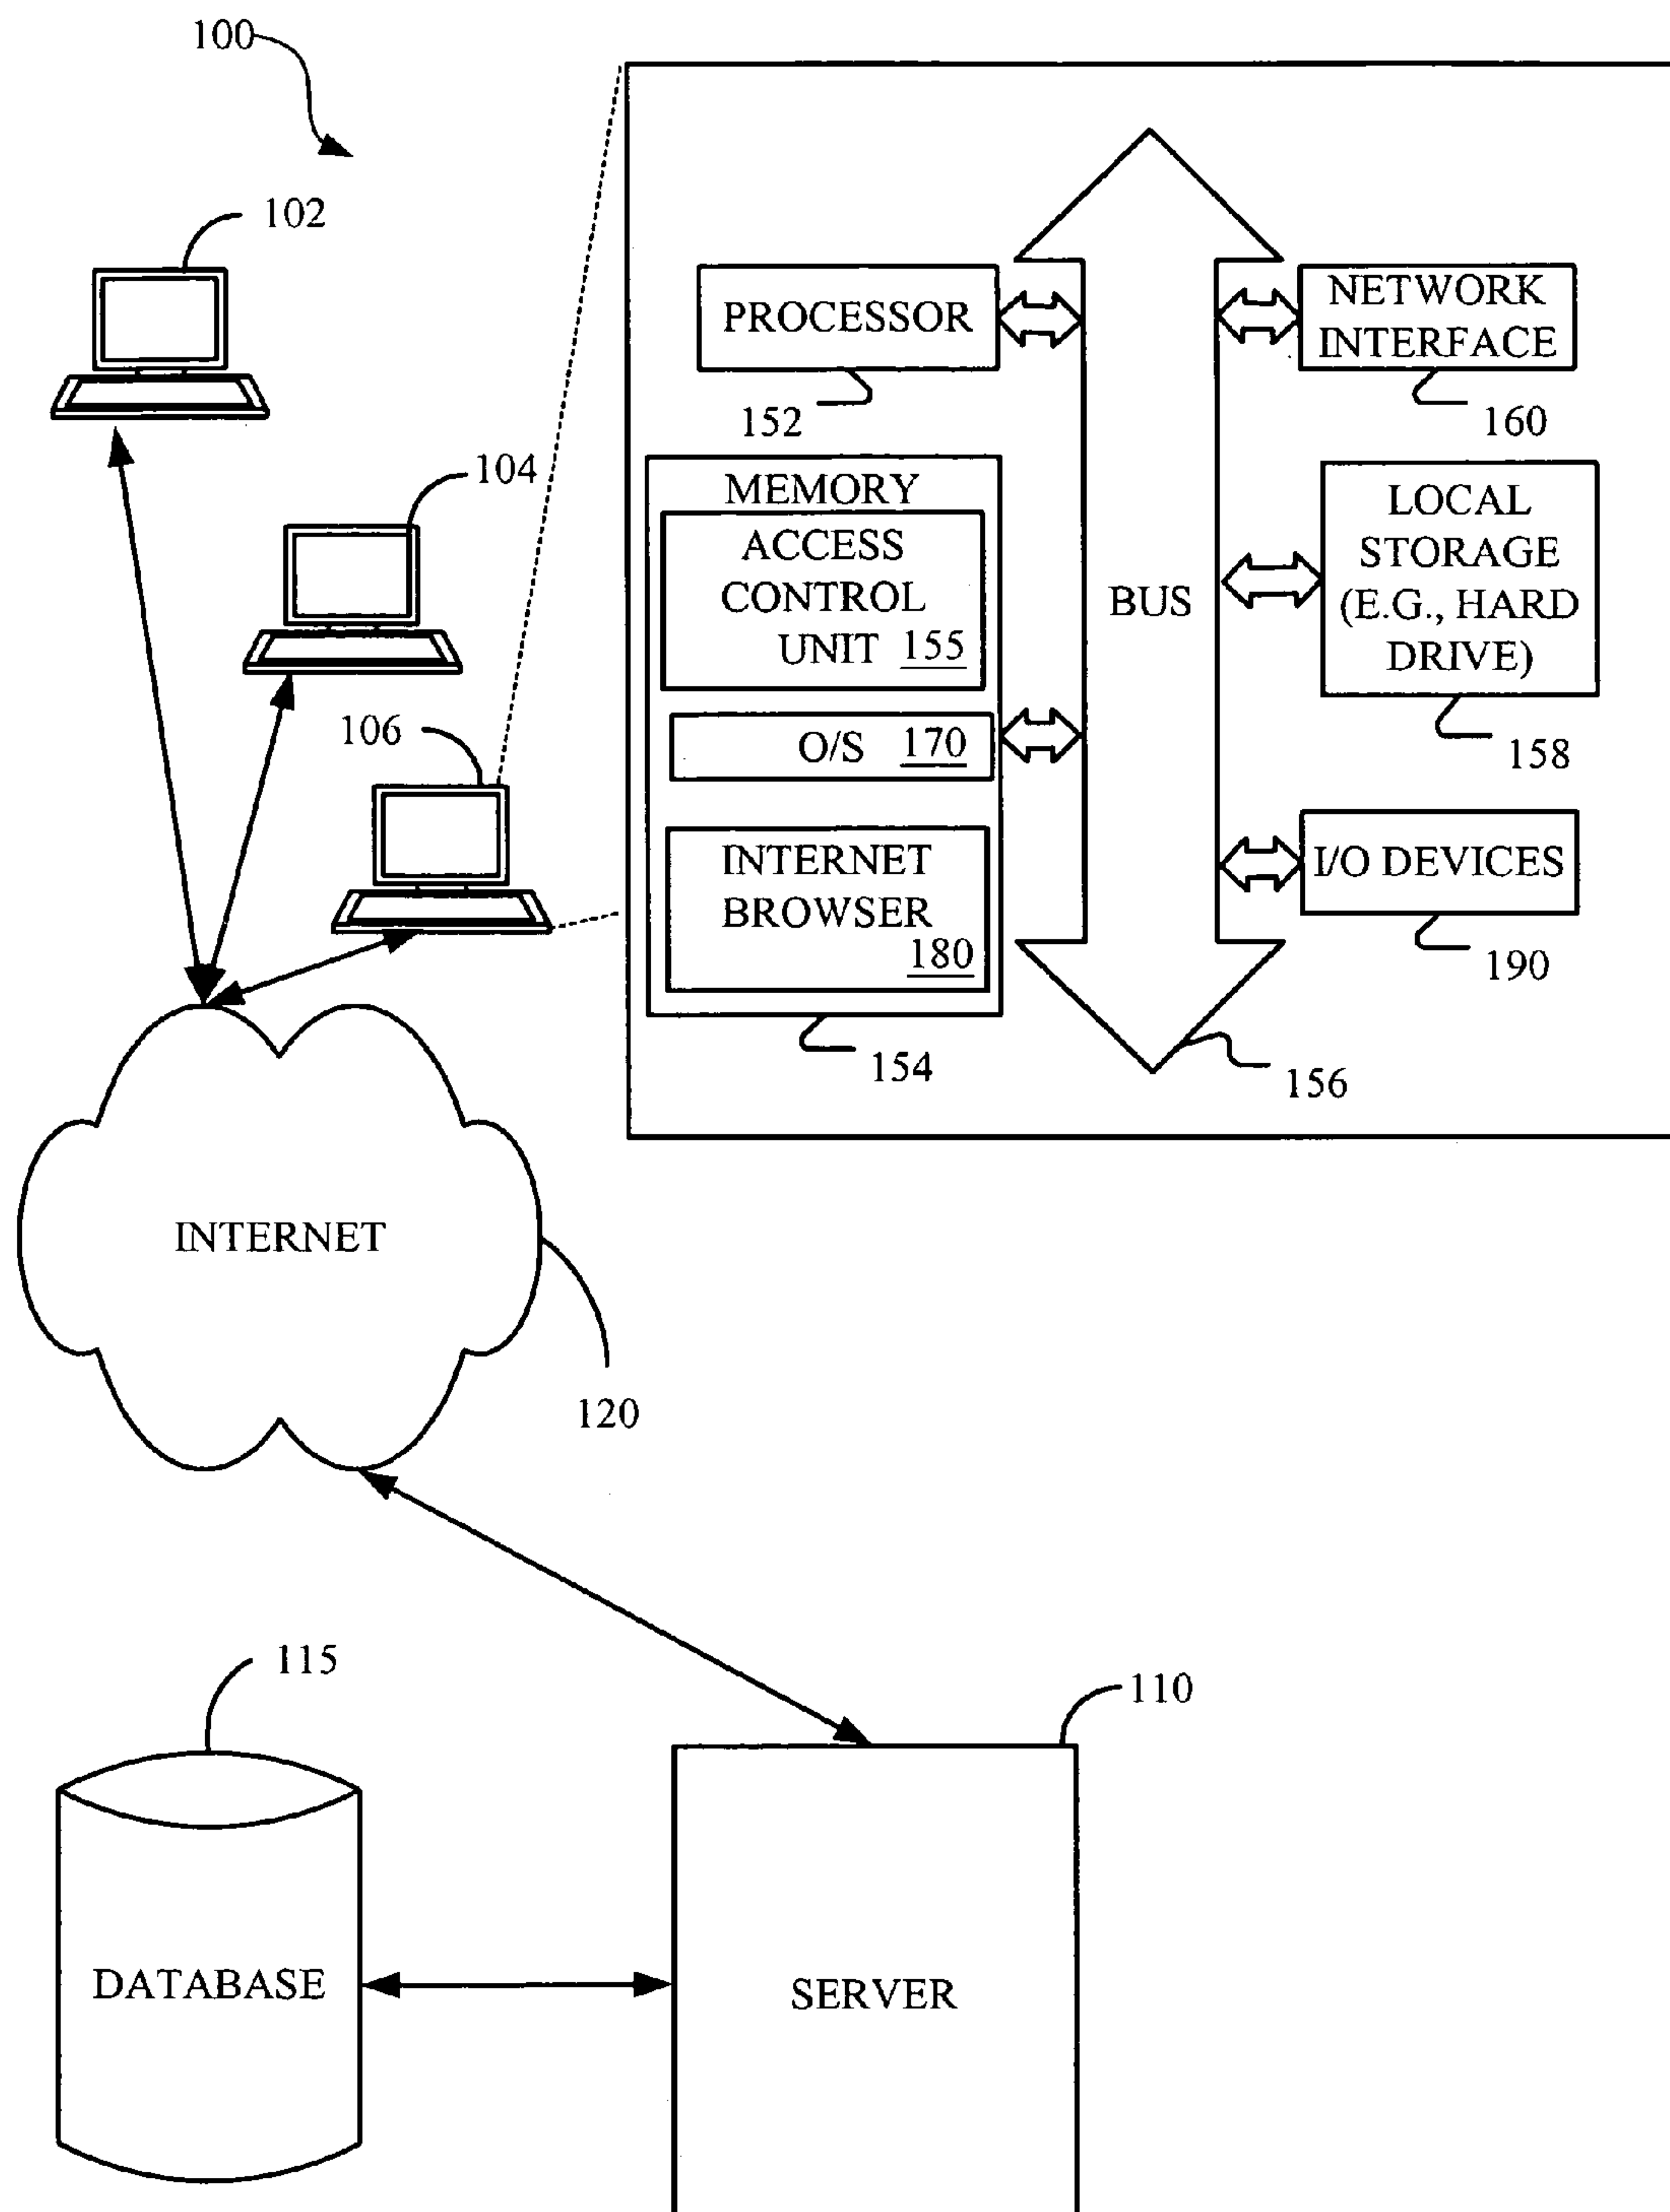 100
102
104
106
PROCESSOR
152
MEMORY
ACCESS
CONTROL
UNIT 155
O/S 170
INTERNET
BROWSER
180
154
BUS
156
NETWORK
INTERFACE
160
LOCAL
STORAGE
(E.G., HARD
DRIVE)
158
I/O DEVICES
190
INTERNET
120
115
DATABASE
110
SERVER